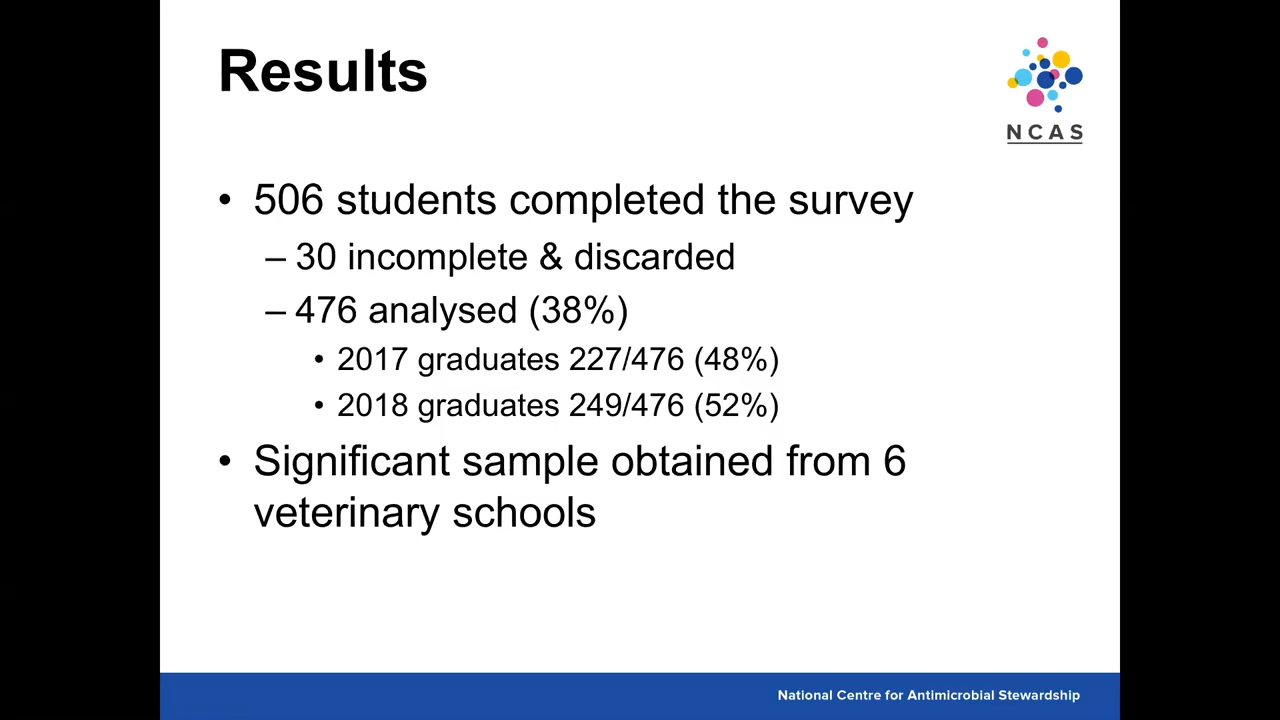 Results
NCAS
• 506 students completed the survey
– 30 incomplete & discarded
– 476 analysed (38%)
• 2017 graduates 227/476 (48%)
• 2018 graduates 249/476 (52%)
• Significant sample obtained from 6
veterinary schools
National Centre for Antimicrobial Stewardship